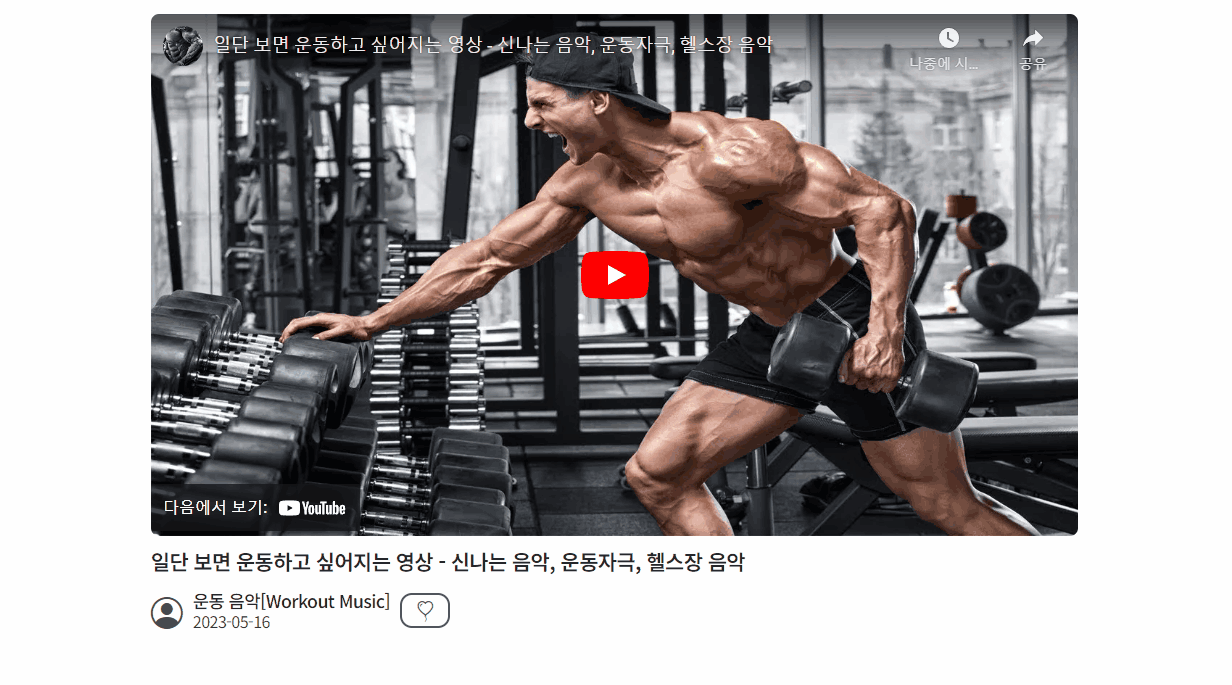 일단 보면 운동하고 싶어지는 영상 - 신나는 음악, 운동자극, 헬스장 음악
나중에 시...
공유
다음에서 보기: YouTube
일단 보면 운동하고 싶어지는 영상 - 신나는 음악, 운동자극, 헬스장 음악
운동 음악[Workout Music]
2023-05-16